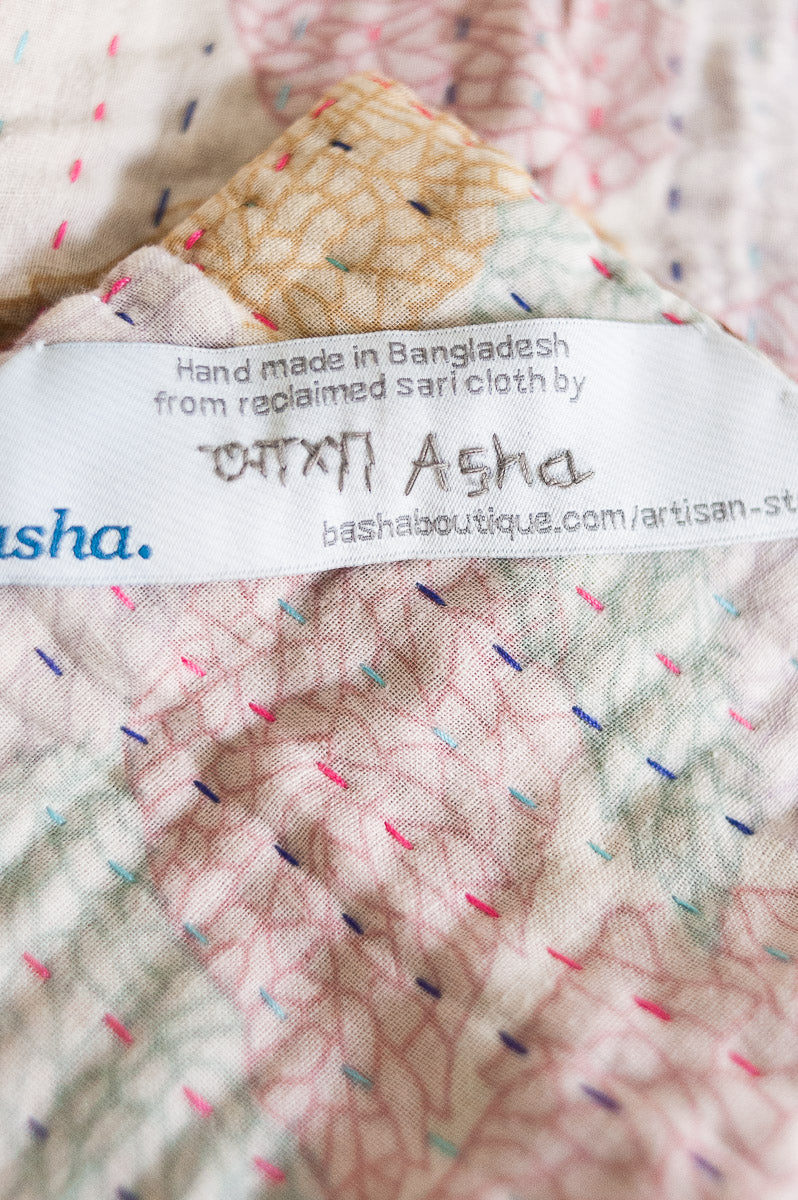 Hand made in Bangladesh
from reclaimed sari cloth by
আশা Asha
bashaboutique.com/artisan-st
asha.